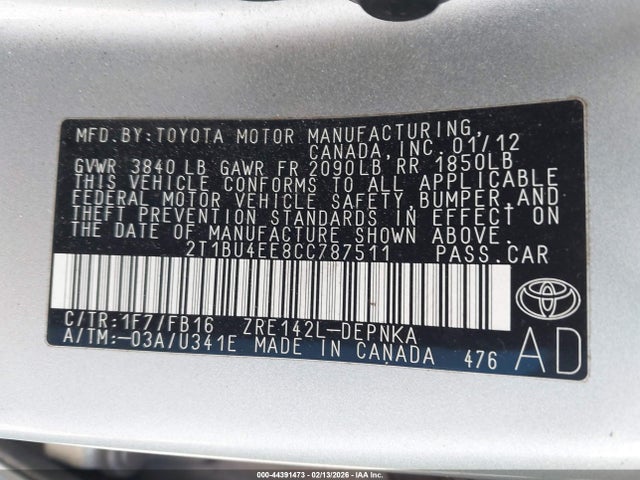 MFD.BY:TOYOTA MOTOR MANUFACTURING,
CANADA,INC.01/12
GVWR 3840 LB GAWR FR 2090LB RR 1850LB
THIS VEHICLE CONFORMS TO ALL APPLICABLE
FEDERAL MOTOR VEHICLE SAFETY,BUMPER,AND
THEFT PREVENTION STANDARDS IN EFFECT ON
THE DATE OF MANUFACTURE SHOWN ABOVE.
2T1BU4EE8CC787511 PASS.CAR
C/TR:1F7/FB16 ZRE142L-DEPNKA
A/TM:-03A/U341E MADE IN CANADA 476
AD
000-44391473 - 02/13/2026 - IAA Inc.